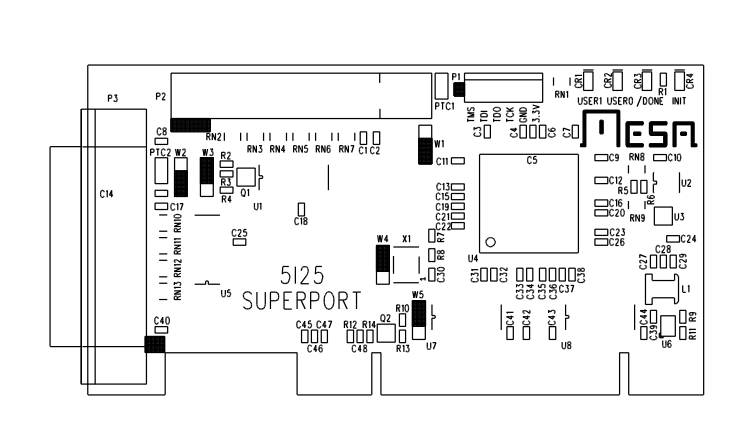 CR1 CR2 CR3 R1 CR4
P3 P2 P1 PTC1 RN1
USER1 USER0 /DONE INIT
TMS TDI TDO TCK GND 3.3V
MESA
C8 RN2 RN3 RN4 RN5 RN6 RN7 C1 C2 W1 C3 C4 C6 C7
PTC2 W2 W3 R2 R3 R4 Q1 C11 C5 C9 RN8 C10
C14 C17 U1 C18 C13 C15 C19 C21 C22 C12 R5 R6 U2
C16 C20 RN9 U3
RN10 RN11 RN12 RN13 C25 W4 X1 R7 R8 U4 C23 C26 C24
U5 1 C30 C31 C32 C33 C34 C35 C36 C37 C38 C27 C28 C29
5I25
SUPERPORT
W5 L1
C40 C45 C47 R12 R14 Q2 R10 C41 C42 C43 C44 C39 R9
C46 C48 R13 U7 U8 U6 R11